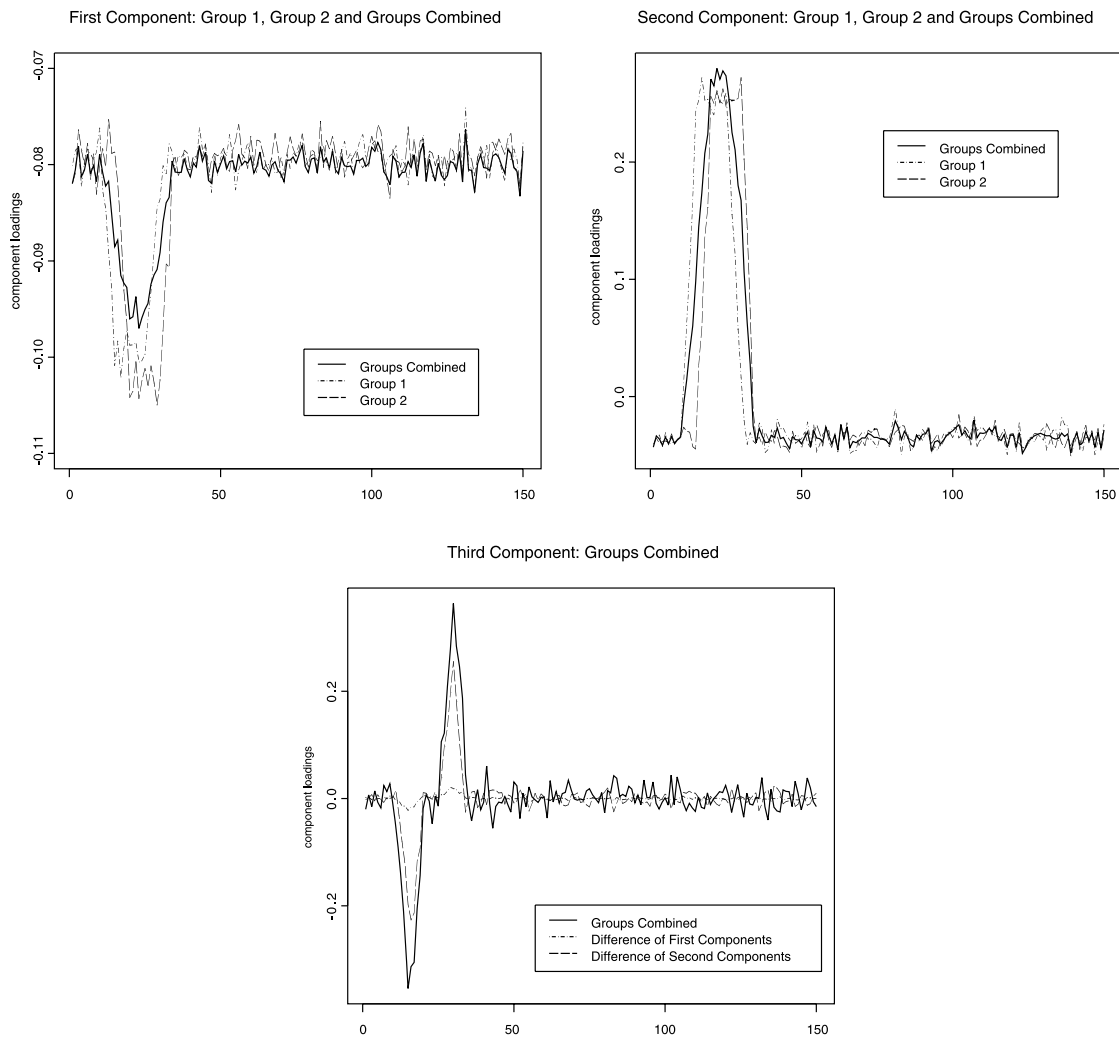 First Component: Group 1, Group 2 and Groups Combined
component loadings
-0.07
-0.08
-0.09
-0.10
-0.11
Groups Combined
Group 1
Group 2
0 50 100 150
Second Component: Group 1, Group 2 and Groups Combined
component loadings
0.2
0.1
0.0
Groups Combined
Group 1
Group 2
0 50 100 150
Third Component: Groups Combined
component loadings
0.2
0.0
-0.2
Groups Combined
Difference of First Components
Difference of Second Components
0 50 100 150